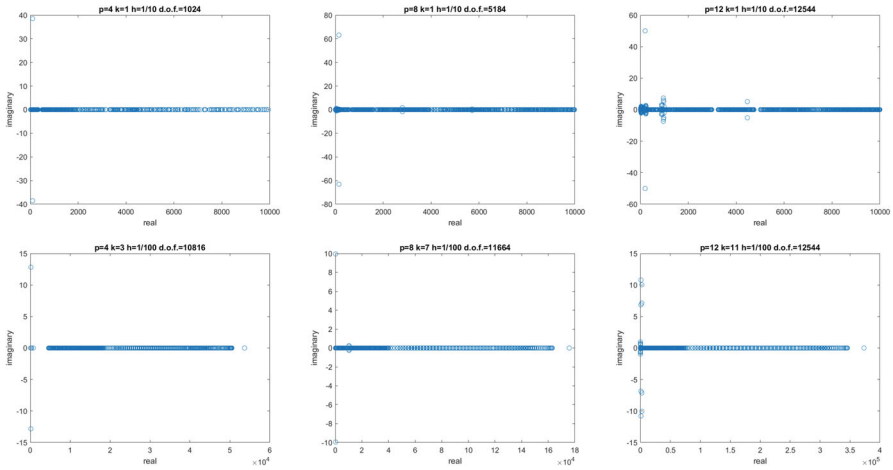 p=4 k=1 h=1/10 d.o.f.=1024
40
30
20
10
0
-10
-20
-30
-40
imaginary
0 2000 4000 6000 8000 10000
real
p=8 k=1 h=1/10 d.o.f.=5184
80
60
40
20
0
-20
-40
-60
-80
imaginary
0 2000 4000 6000 8000 10000
real
p=12 k=1 h=1/10 d.o.f.=12544
60
40
20
0
-20
-40
-60
imaginary
0 2000 4000 6000 8000 10000
real
p=4 k=3 h=1/100 d.o.f.=10816
15
10
5
0
-5
-10
-15
imaginary
0 1 2 3 4 5 6
real
×10^4
p=8 k=7 h=1/100 d.o.f.=11664
10
8
6
4
2
0
-2
-4
-6
-8
-10
imaginary
0 2 4 6 8 10 12 14 16 18
real
×10^4
p=12 k=11 h=1/100 d.o.f.=12544
15
10
5
0
-5
-10
-15
imaginary
0 0.5 1 1.5 2 2.5 3 3.5 4
real
×10^5